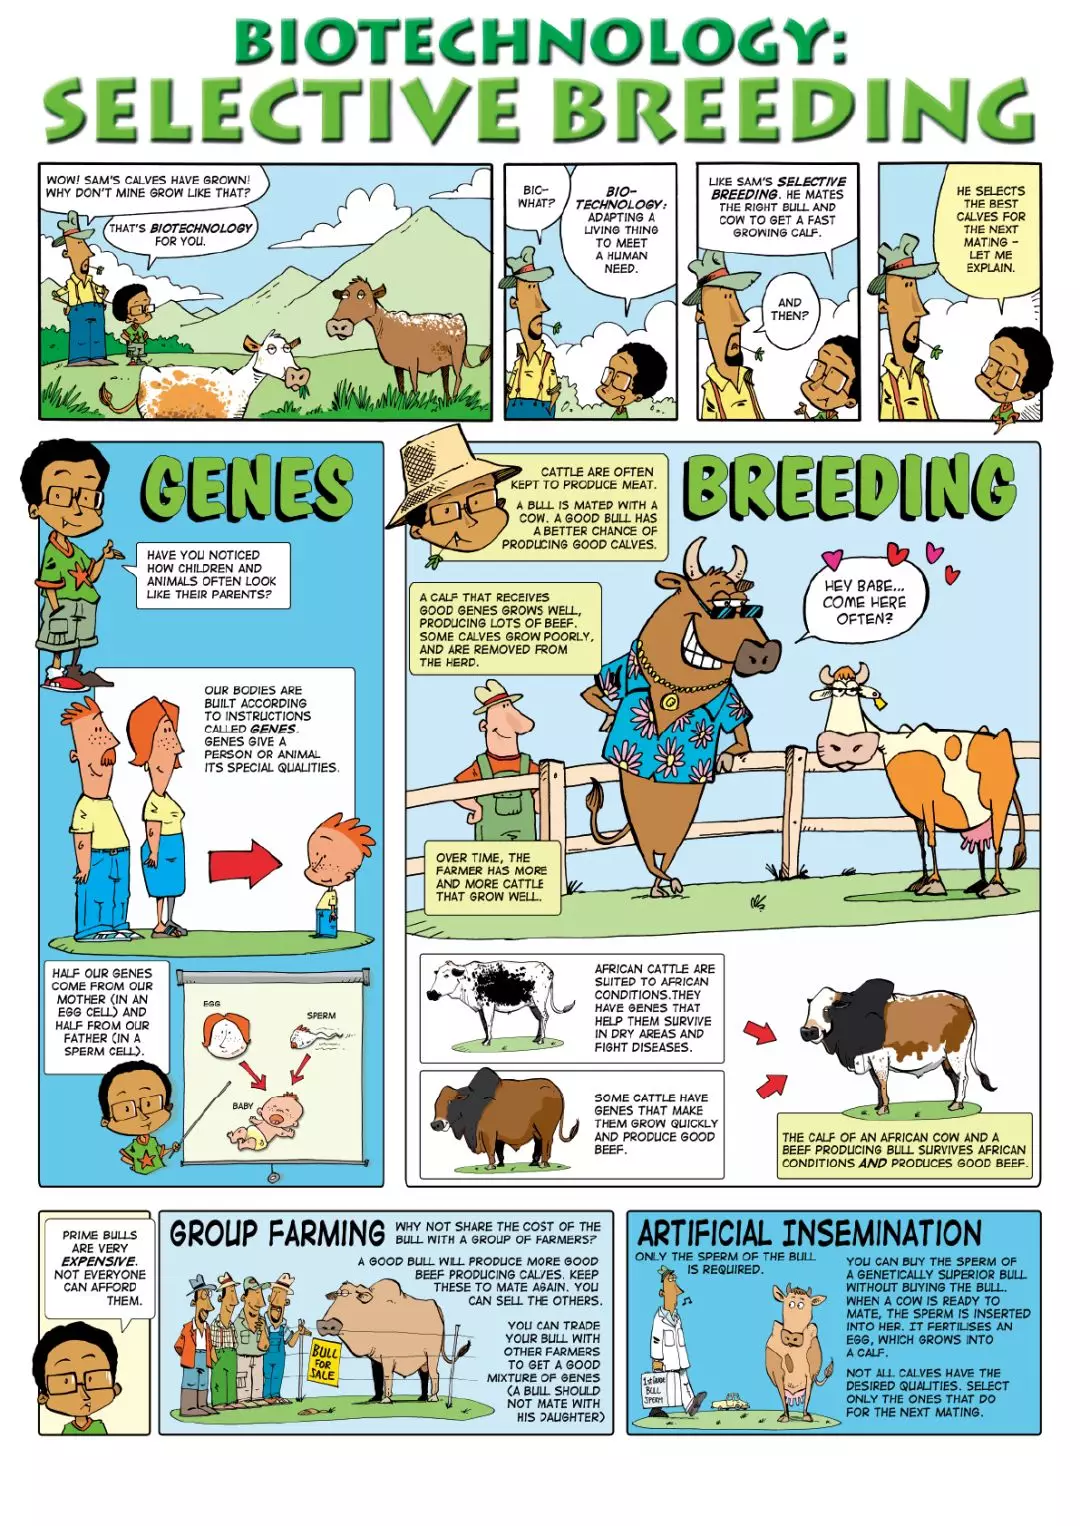 BIOTECHNOLOGY:
SELECTIVE BREEDING
WOW! SAM'S CALVES HAVE GROWN!
WHY DON'T MINE GROW LIKE THAT?
THAT'S BIOTECHNOLOGY
FOR YOU.
BIO-
WHAT?
BIO-
TECHNOLOGY:
ADAPTING A
LIVING THING
TO MEET
A HUMAN
NEED.
LIKE SAM'S SELECTIVE
BREEDING. HE MATES
THE RIGHT BULL AND
COW TO GET A FAST
GROWING CALF.
AND
THEN?
HE SELECTS
THE BEST
CALVES FOR
THE NEXT
MATING -
LET ME
EXPLAIN.
GENES
HAVE YOU NOTICED
HOW CHILDREN AND
ANIMALS OFTEN LOOK
LIKE THEIR PARENTS?
OUR BODIES ARE
BUILT ACCORDING
TO INSTRUCTIONS
CALLED GENES.
GENES GIVE A
PERSON OR ANIMAL
ITS SPECIAL QUALITIES.
HALF OUR GENES
COME FROM OUR
MOTHER (IN AN
EGG CELL) AND
HALF FROM OUR
FATHER (IN A
SPERM CELL).
EGG
SPERM
BABY
BREEDING
CATTLE ARE OFTEN
KEPT TO PRODUCE MEAT.
A BLLL IS MATED WITH A
COW. A GOOD BULL HAS
A BETTER CHANCE OF
PRODUCING GOOD CALVES.
A CALF THAT RECEIVES
GOOD GENES GROWS WELL,
PRODUCING LOTS OF BEEF.
SOME CALVES GROW POORLY,
AND ARE REMOVED FROM
THE HERD.
HEY BABE...
COME HERE
OFTEN?
OVER TIME, THE
FARMER HAS MORE
AND MORE CATTLE
THAT GROW WELL.
AFRICAN CATTLE ARE
SUITED TO AFRICAN
CONDITIONS.THEY
HAVE GENES THAT
HELP THEM SURVIVE
IN DRY AREAS AND
FIGHT DISEASES.
SOME CATTLE HAVE
GENES THAT MAKE
THEM GROW QUICKLY
AND PRODUCE GOOD
BEEF.
THE CALF OF AN AFRICAN COW AND A
BEEF PRODUCING BULL SURVIVES AFRICAN
CONDITIONS AND PRODUCES GOOD BEEF.
PRIME BULLS
ARE VERY
EXPENSIVE.
NOT EVERYONE
CAN AFFORD
THEM.
GROUP FARMING
WHY NOT SHARE THE COST OF THE
BULL WITH A GROUP OF FARMERS?
A GOOD BULL WILL PRODUCE MORE GOOD
BEEF PRODUCING CALVES. KEEP
THESE TO MATE AGAIN. YOU
CAN SELL THE OTHERS.
YOU CAN TRADE
YOUR BULL WITH
OTHER FARMERS
TO GET A GOOD
MIXTURE OF GENES
(A BULL SHOULD
NOT MATE WITH
HIS DAUGHTER)
BULL
FOR
SALE
ARTIFICIAL INSEMINATION
ONLY THE SPERM OF THE BULL
IS REQUIRED.
YOU CAN BUY THE SPERM OF
A GENETICALLY SUPERIOR BULL
WITHOUT BUYING THE BULL.
WHEN A COW IS READY TO
MATE, THE SPERM IS INSERTED
INTO HER. IT FERTILISES AN
EGG, WHICH GROWS INTO
A CALF.
NOT ALL CALVES HAVE THE
DESIRED QUALITIES. SELECT
ONLY THE ONES THAT DO
FOR THE NEXT MATING.
1st Grade
BULL
SPERM